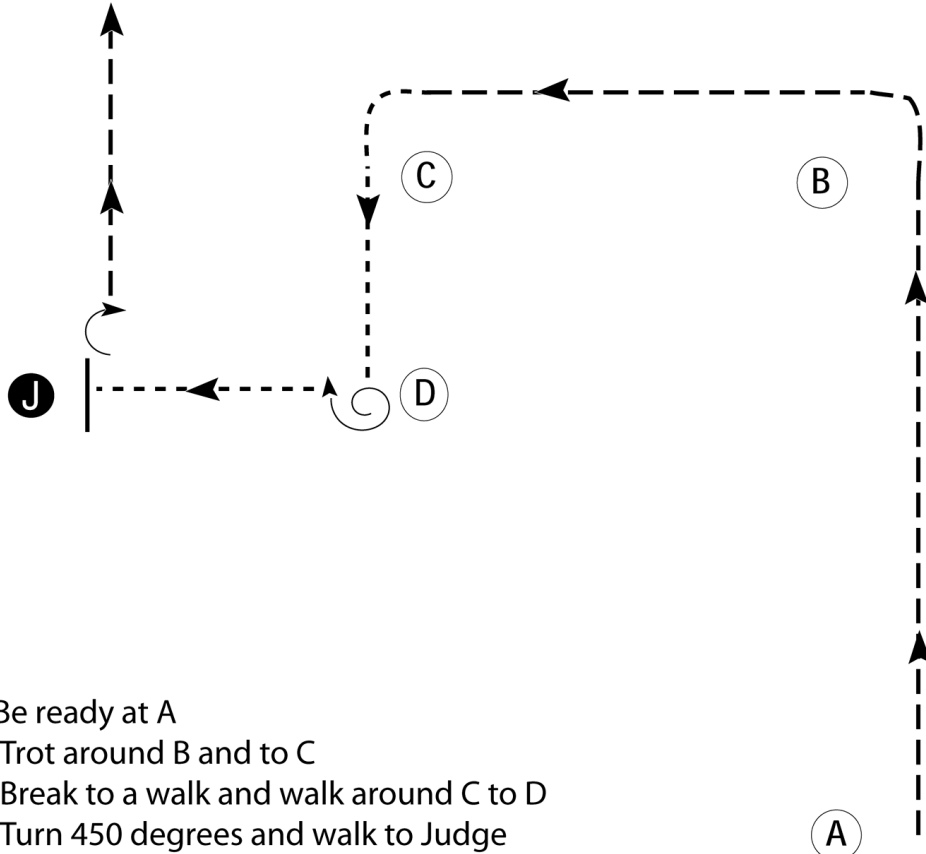 C
B
J
D
Be ready at A
Trot around B and to C
Break to a walk and walk around C to D
Turn 450 degrees and walk to Judge
A